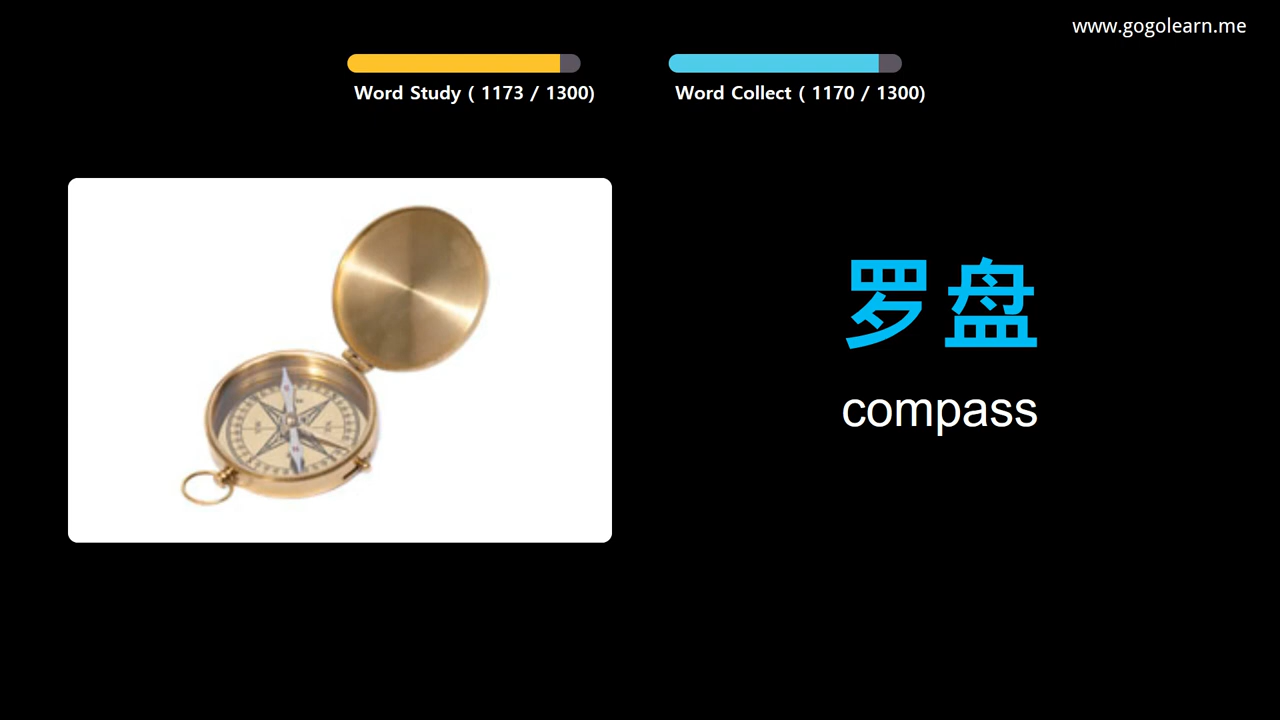 www.gogolearn.me
Word Study ( 1173 / 1300)
Word Collect ( 1170 / 1300)
罗盘
compass